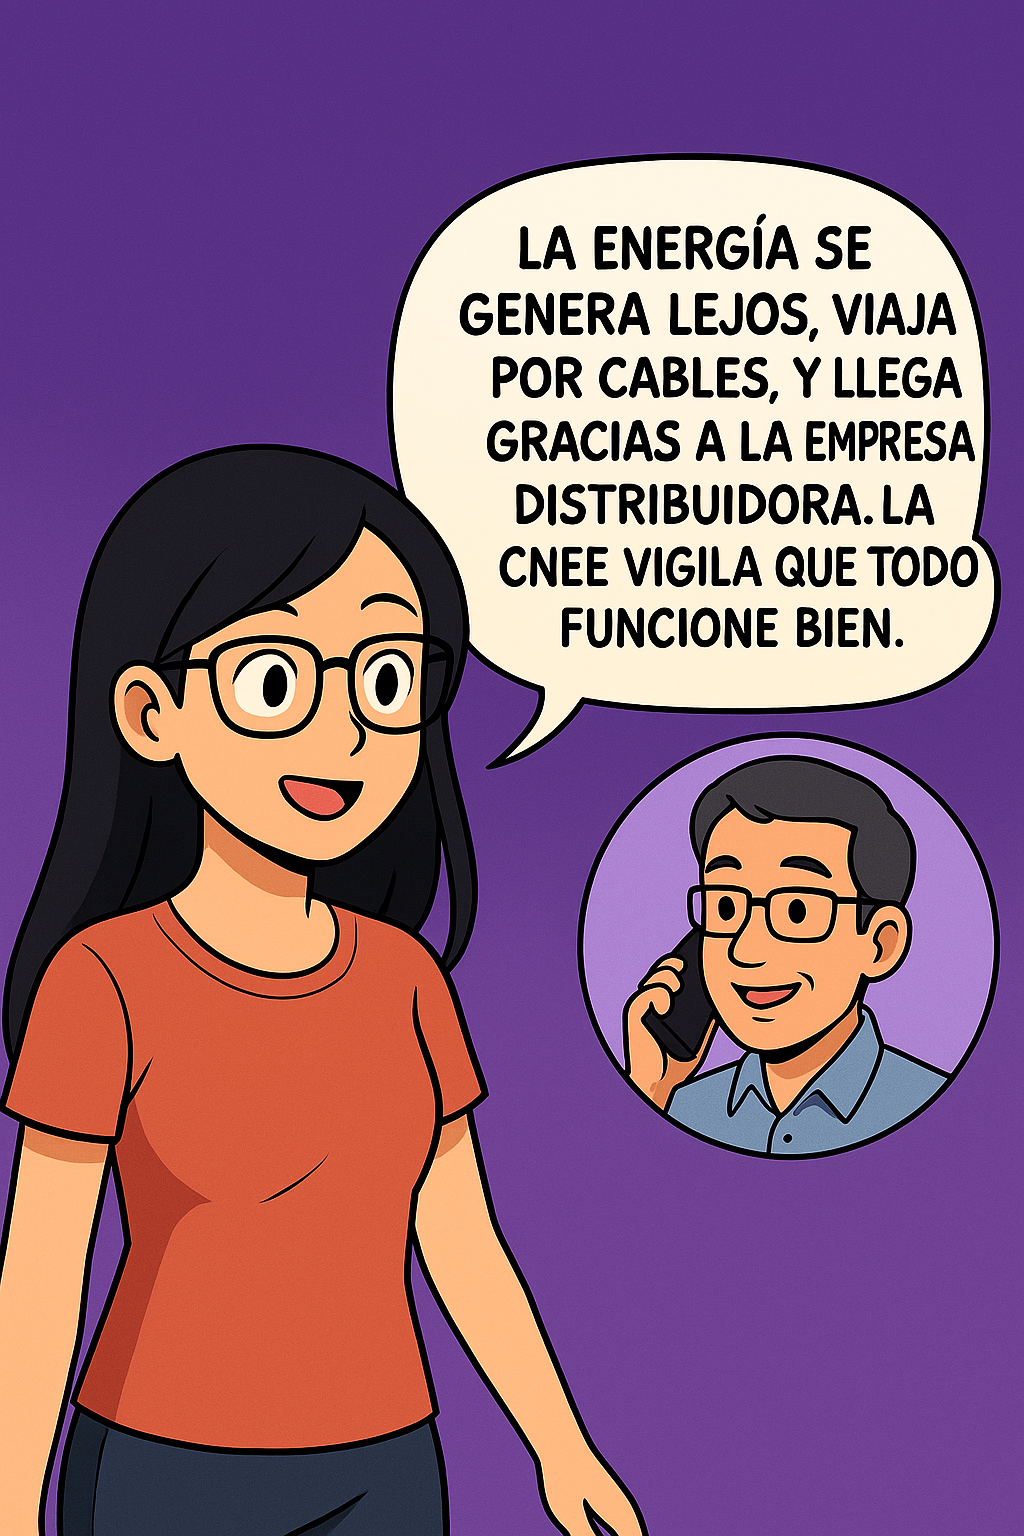 LA ENERGÍA SE
GENERA LEJOS, VIAJA
POR CABLES, Y LLEGA
GRACIAS A LA EMPRESA
DISTRIBUIDORA. LA
CNEE VIGILA QUE TODO
FUNCIONE BIEN.